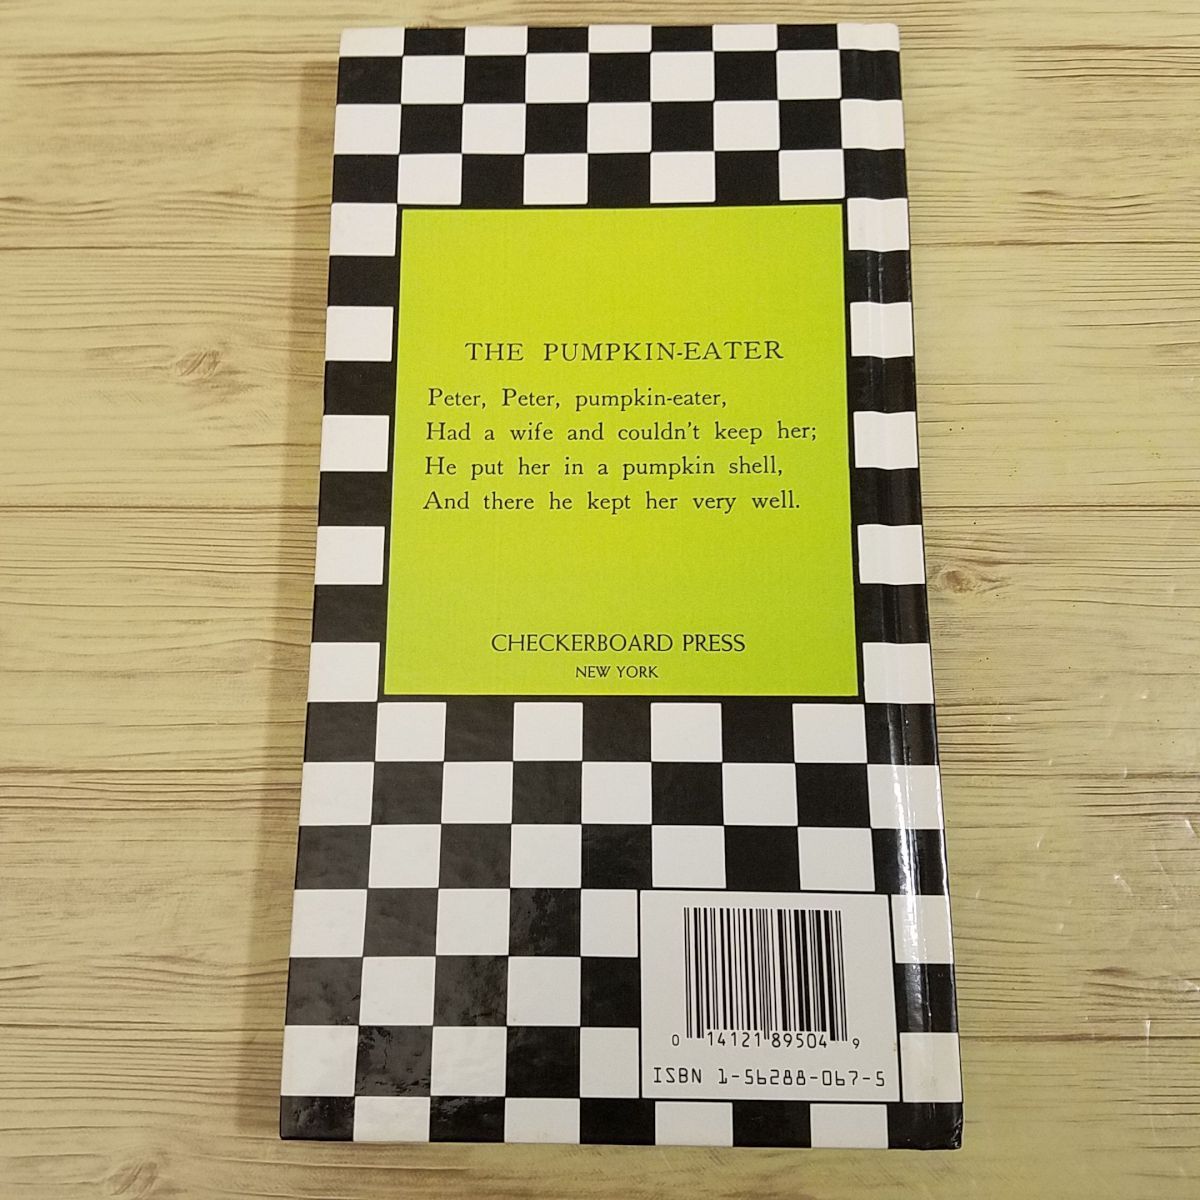 THE PUMPKIN-EATER
Peter, Peter, pumpkin-eater,
Had a wife and couldn't keep her;
He put her in a pumpkin shell,
And there he kept her very well.
CHECKERBOARD PRESS
NEW YORK
0 14121 89504 9
ISBN 1-56288-067-5